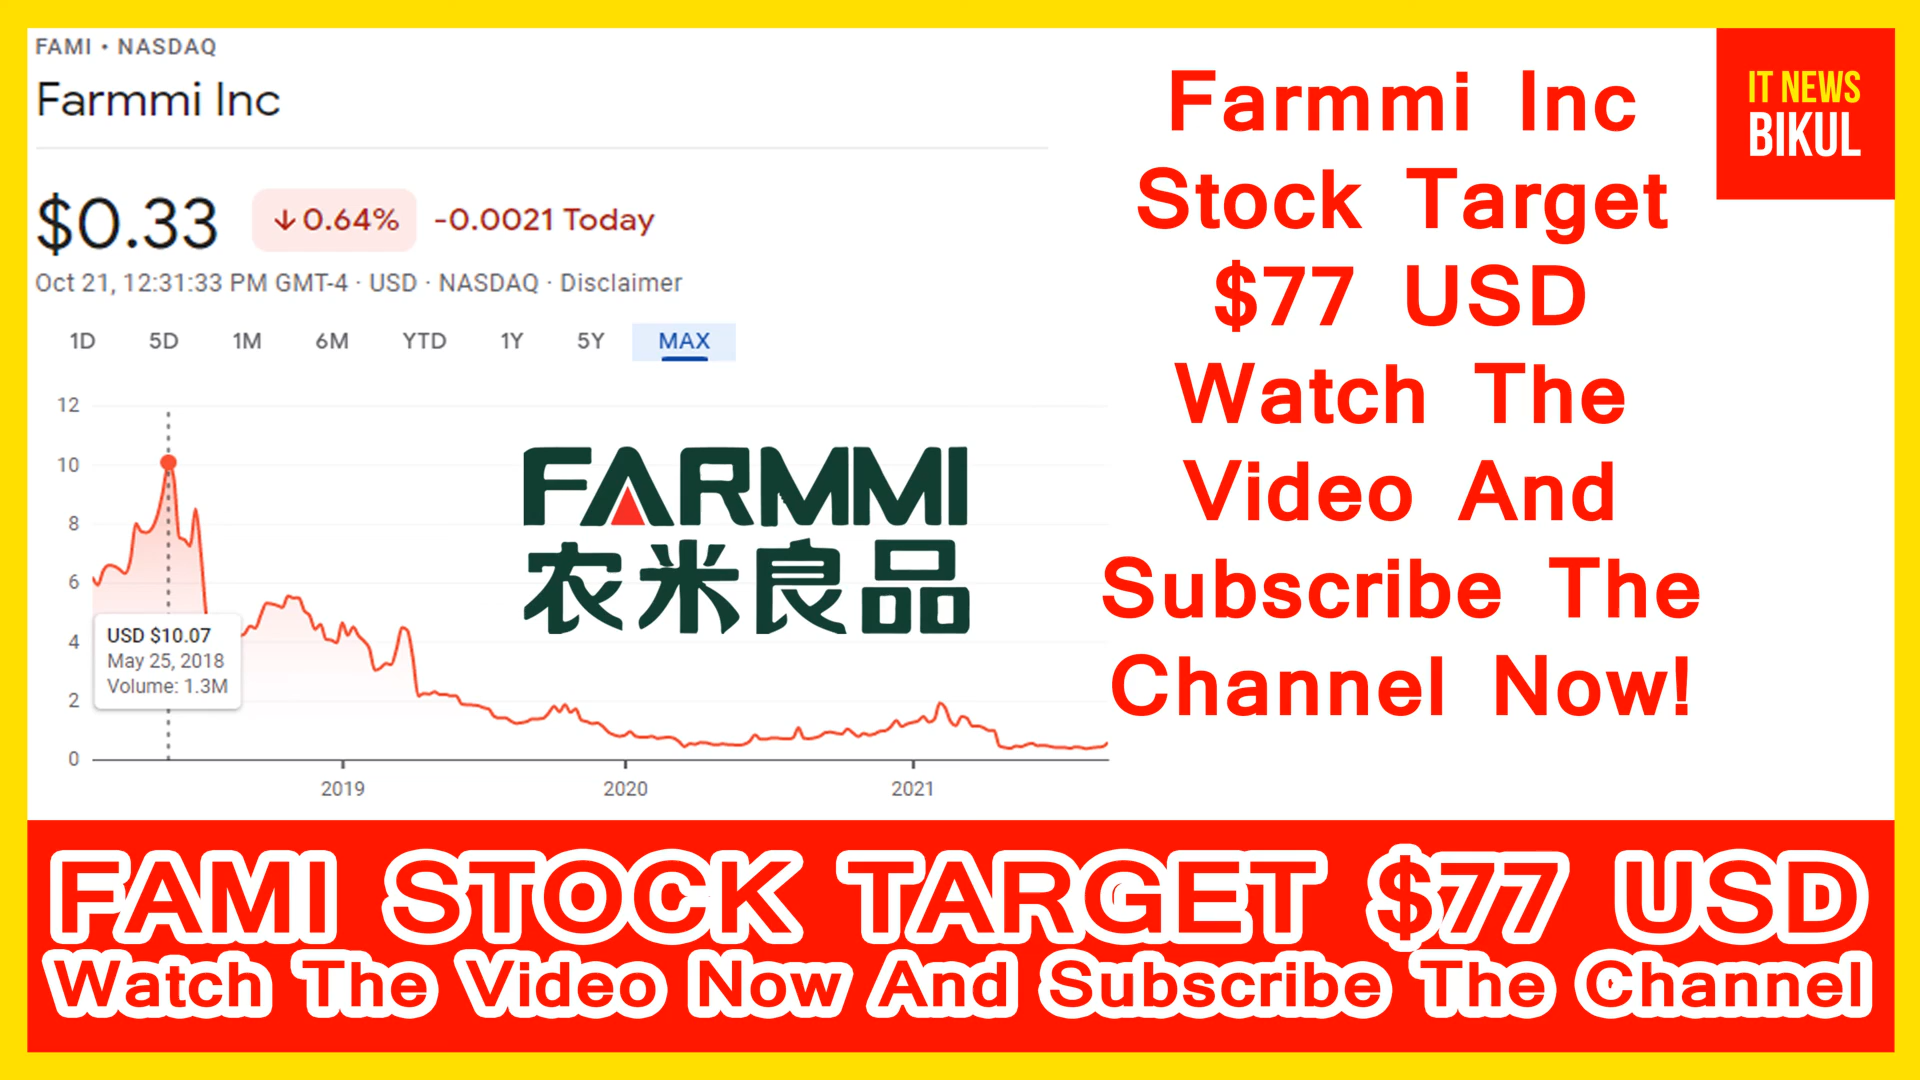 FAMI • NASDAQ
Farmmi Inc
$0.33 ↓0.64% -0.0021 Today
Oct 21, 12:31:33 PM GMT-4 · USD · NASDAQ · Disclaimer
1D 5D 1M 6M YTD 1Y 5Y MAX
12
10
8
6
4
2
0
USD $10.07
May 25, 2018
Volume: 1.3M
2019 2020 2021
FARMMI
农米良品
Farmmi Inc
Stock Target
$77 USD
Watch The
Video And
Subscribe The
Channel Now!
IT NEWS
BIKUL
FAMI STOCK TARGET $77 USD
Watch The Video Now And Subscribe The Channel